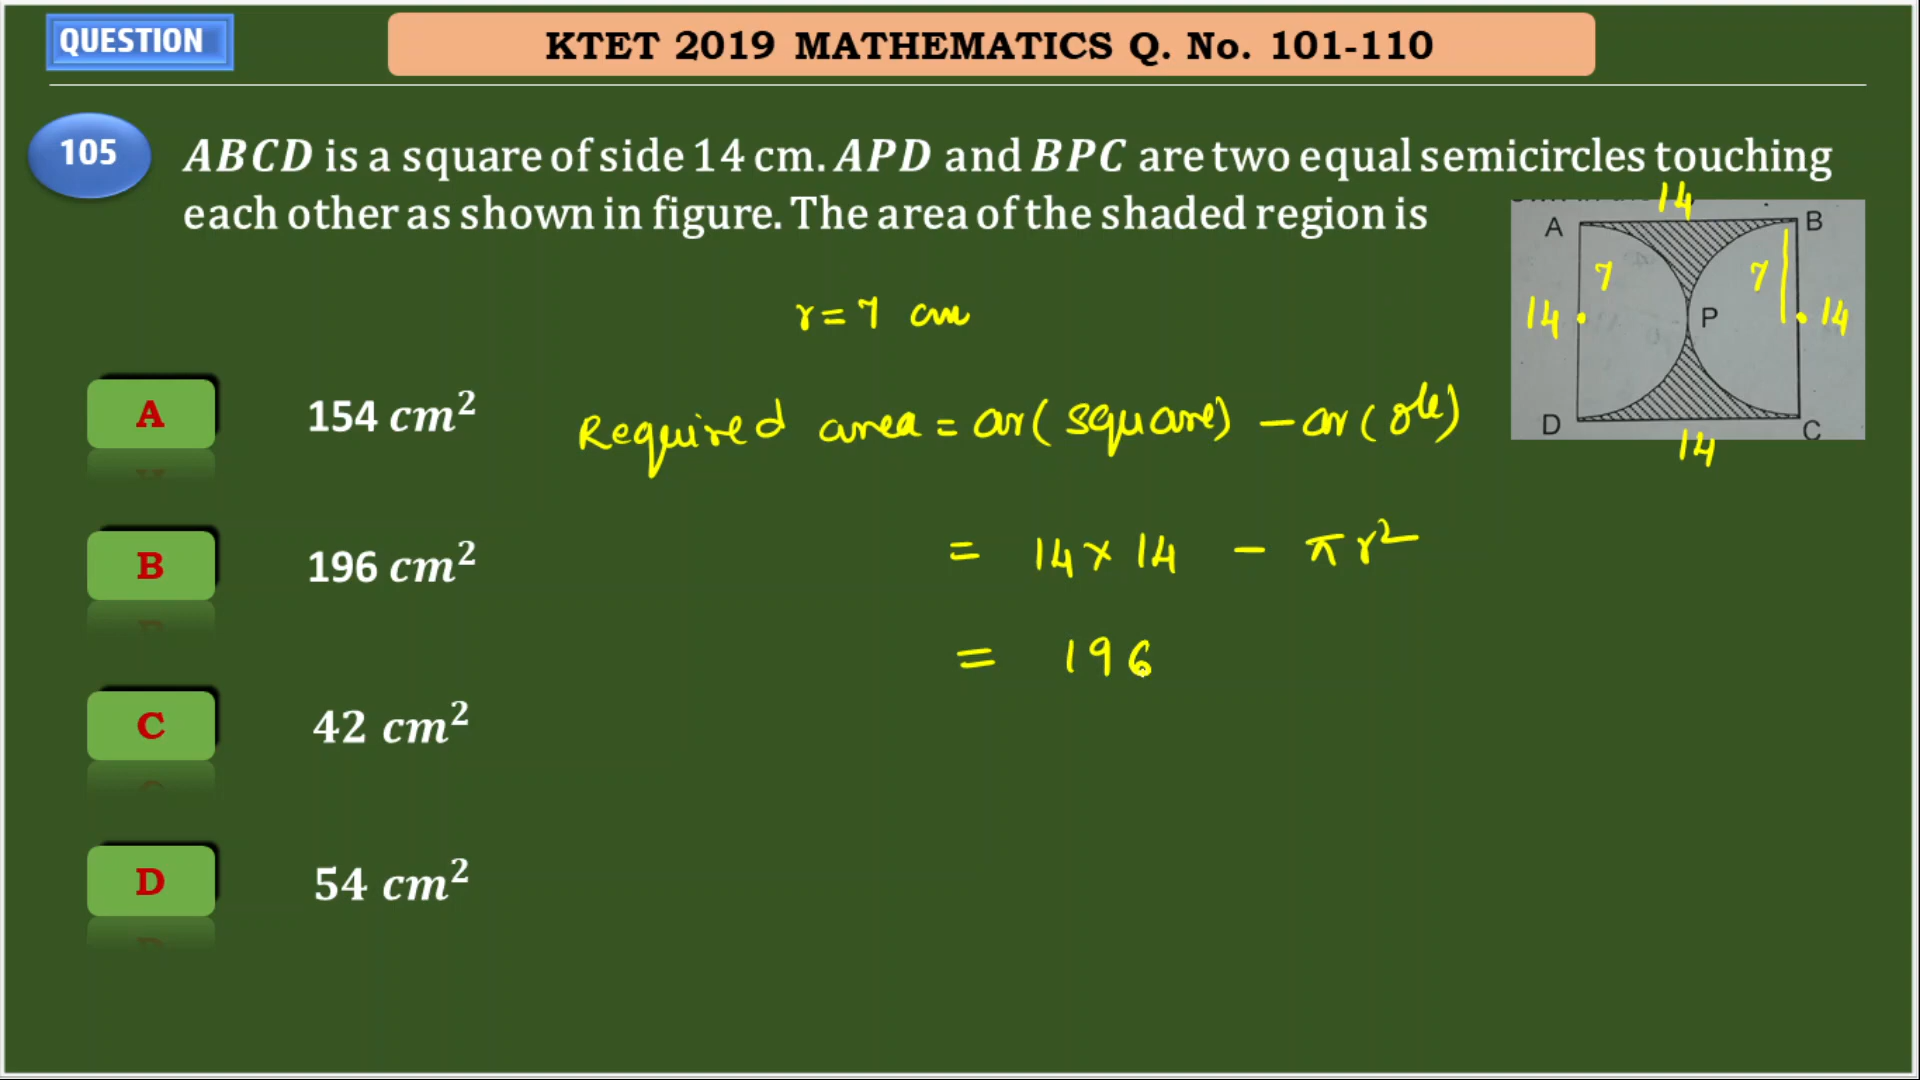 QUESTION
KTET 2019 MATHEMATICS Q. No. 101-110
105
ABCD is a square of side 14 cm. APD and BPC are two equal semicircles touching
each other as shown in figure. The area of the shaded region is
14
A
B
7
7
14
P
14
D
C
14
r = 7 cm
A
154 cm²
Required area = ar( square) - ar( ole)
B
196 cm²
= 14 x 14 - πr²
= 196
C
42 cm²
D
54 cm²